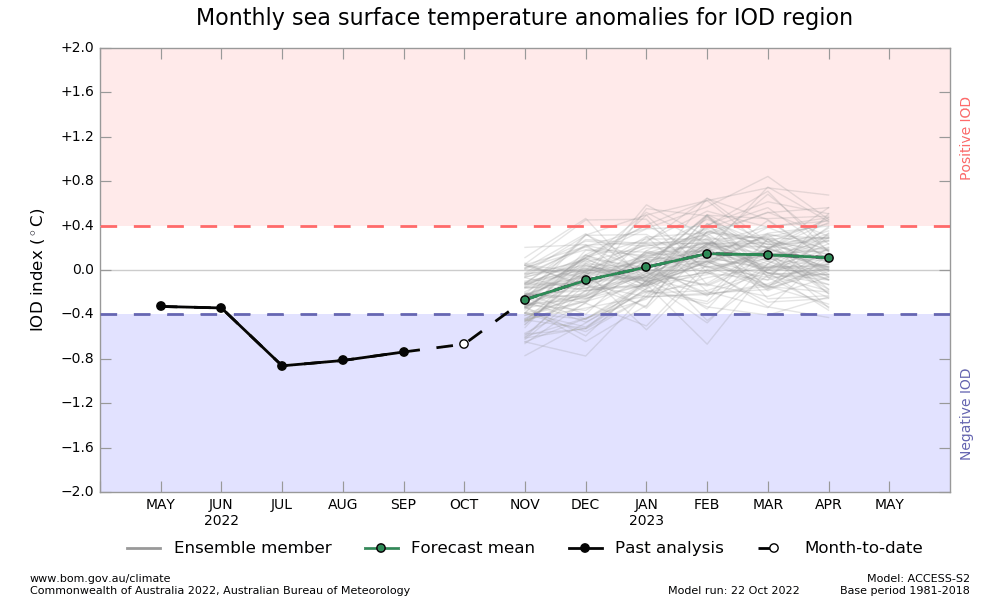 Monthly sea surface temperature anomalies for IOD region
+2.0
+1.6
+1.2
+0.8
+0.4
0.0
−0.4
−0.8
−1.2
−1.6
−2.0
IOD index (°C)
Positive IOD
Negative IOD
MAY JUN JUL AUG SEP OCT NOV DEC JAN FEB MAR APR MAY
2022 2023
Ensemble member Forecast mean Past analysis Month-to-date
www.bom.gov.au/climate Model: ACCESS-S2
Commonwealth of Australia 2022, Australian Bureau of Meteorology Model run: 22 Oct 2022 Base period 1981-2018